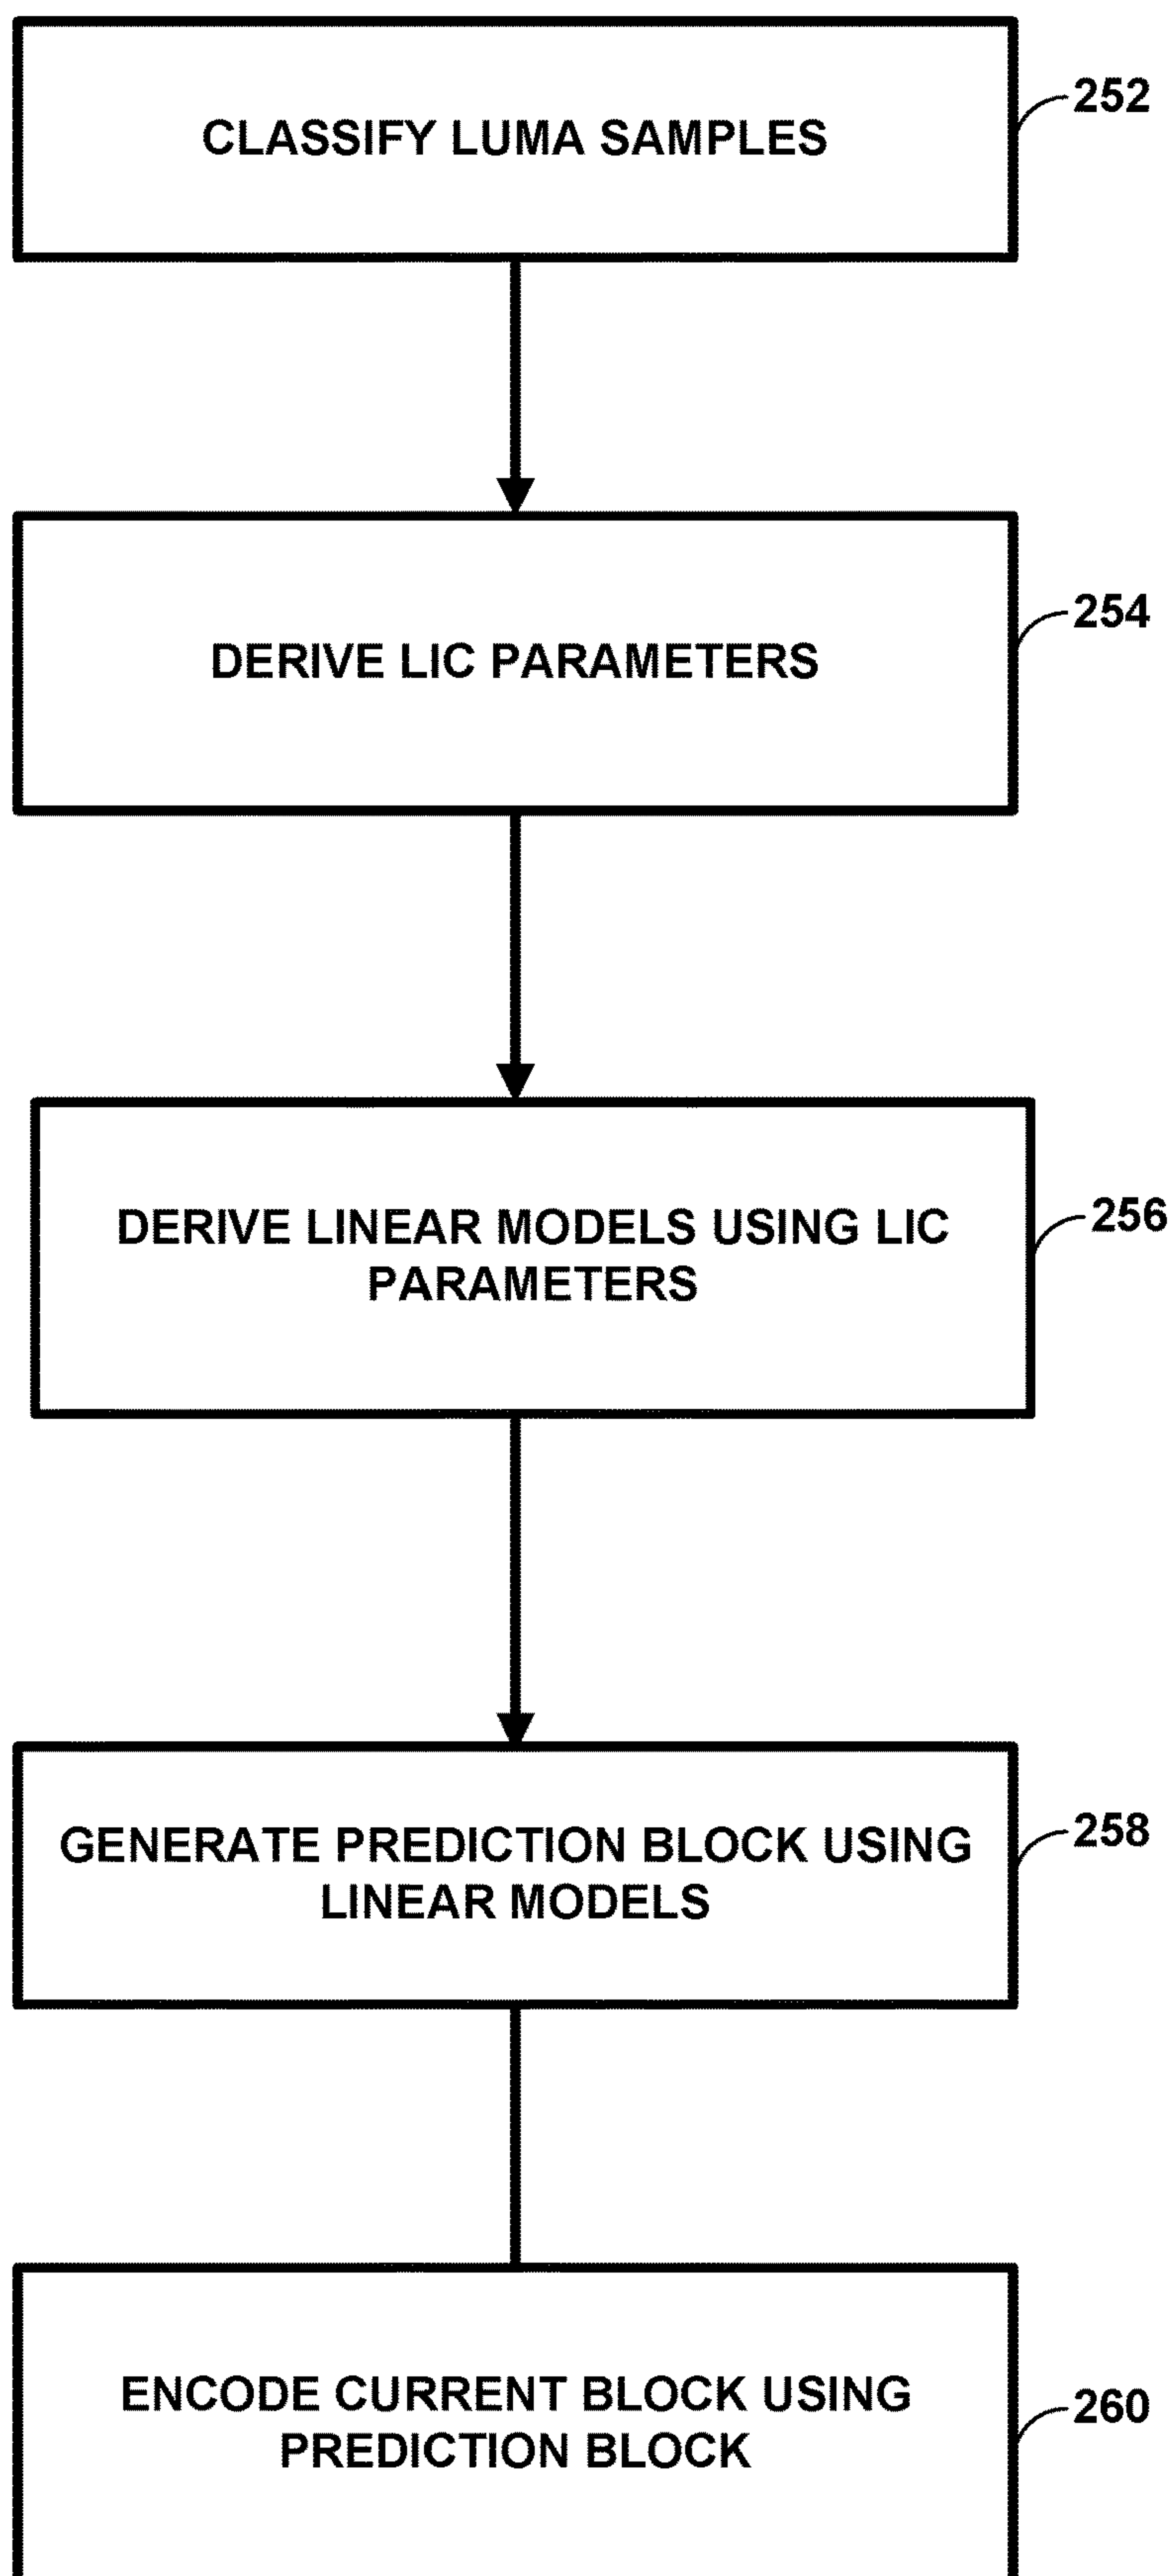 CLASSIFY LUMA SAMPLES
252
DERIVE LIC PARAMETERS
254
DERIVE LINEAR MODELS USING LIC
PARAMETERS
256
GENERATE PREDICTION BLOCK USING
LINEAR MODELS
258
ENCODE CURRENT BLOCK USING
PREDICTION BLOCK
260